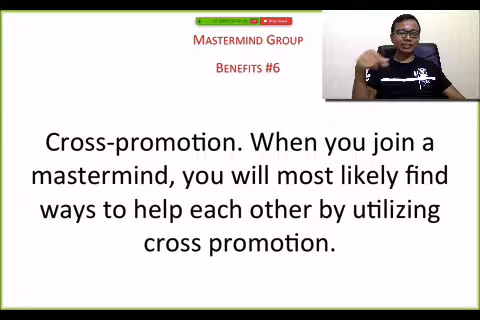 MASTERMIND GROUP
BENEFITS #6
Cross-promotion. When you join a
mastermind, you will most likely find
ways to help each other by utilizing
cross promotion.